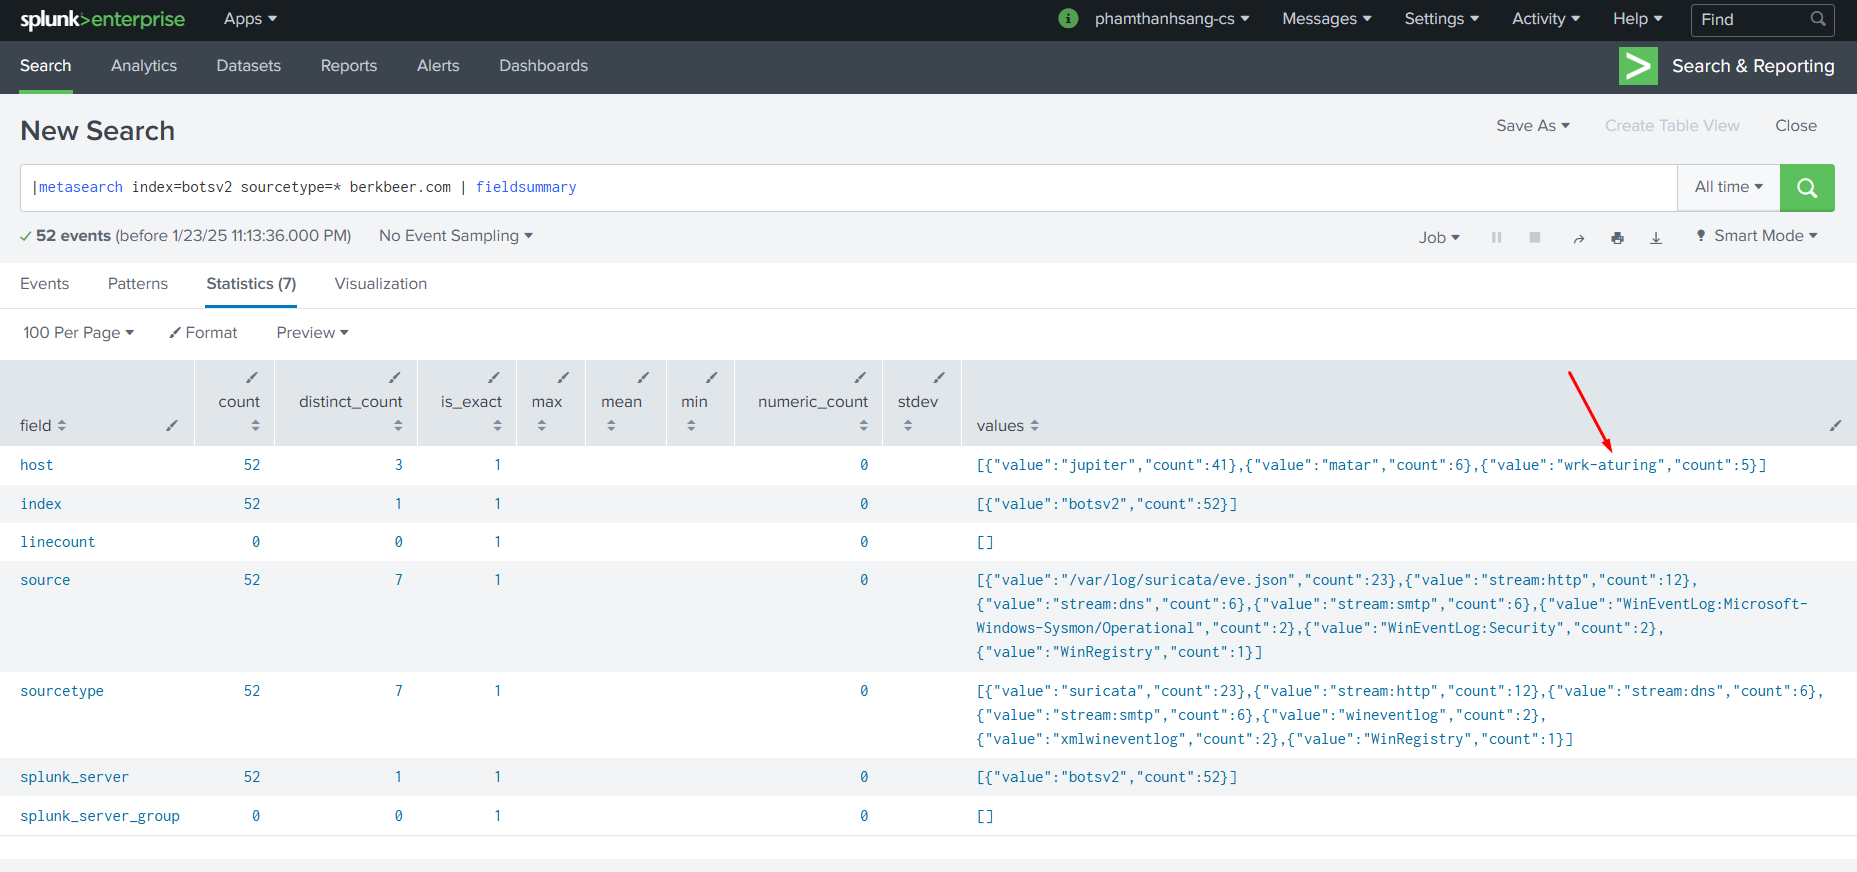 splunk>enterprise Apps phamthanhsang-cs Messages Settings Activity Help Find
Search Analytics Datasets Reports Alerts Dashboards Search & Reporting
New Search Save As Create Table View Close
|metasearch index=botsv2 sourcetype=* berkbeer.com | fieldsummary All time
52 events (before 1/23/25 11:13:36.000 PM) No Event Sampling Job Smart Mode
Events Patterns Statistics (7) Visualization
100 Per Page Format Preview
field count distinct_count is_exact max mean min numeric_count stdev values
host 52 3 1 0 [{"value":"jupiter","count":41},{"value":"matar","count":6},{"value":"wrk-aturing","count":5}]
index 52 1 1 0 [{"value":"botsv2","count":52}]
linecount 0 0 1 0 []
source 52 7 1 0 [{"value":"/var/log/suricata/eve.json","count":23},{"value":"stream:http","count":12},
{"value":"stream:dns","count":6},{"value":"stream:smtp","count":6},{"value":"WinEventLog:Microsoft-
Windows-Sysmon/Operational","count":2},{"value":"WinEventLog:Security","count":2},
{"value":"WinRegistry","count":1}]
sourcetype 52 7 1 0 [{"value":"suricata","count":23},{"value":"stream:http","count":12},{"value":"stream:dns","count":6},
{"value":"stream:smtp","count":6},{"value":"wineventlog","count":2},
{"value":"xmlwineventlog","count":2},{"value":"WinRegistry","count":1}]
splunk_server 52 1 1 0 [{"value":"botsv2","count":52}]
splunk_server_group 0 0 1 0 []